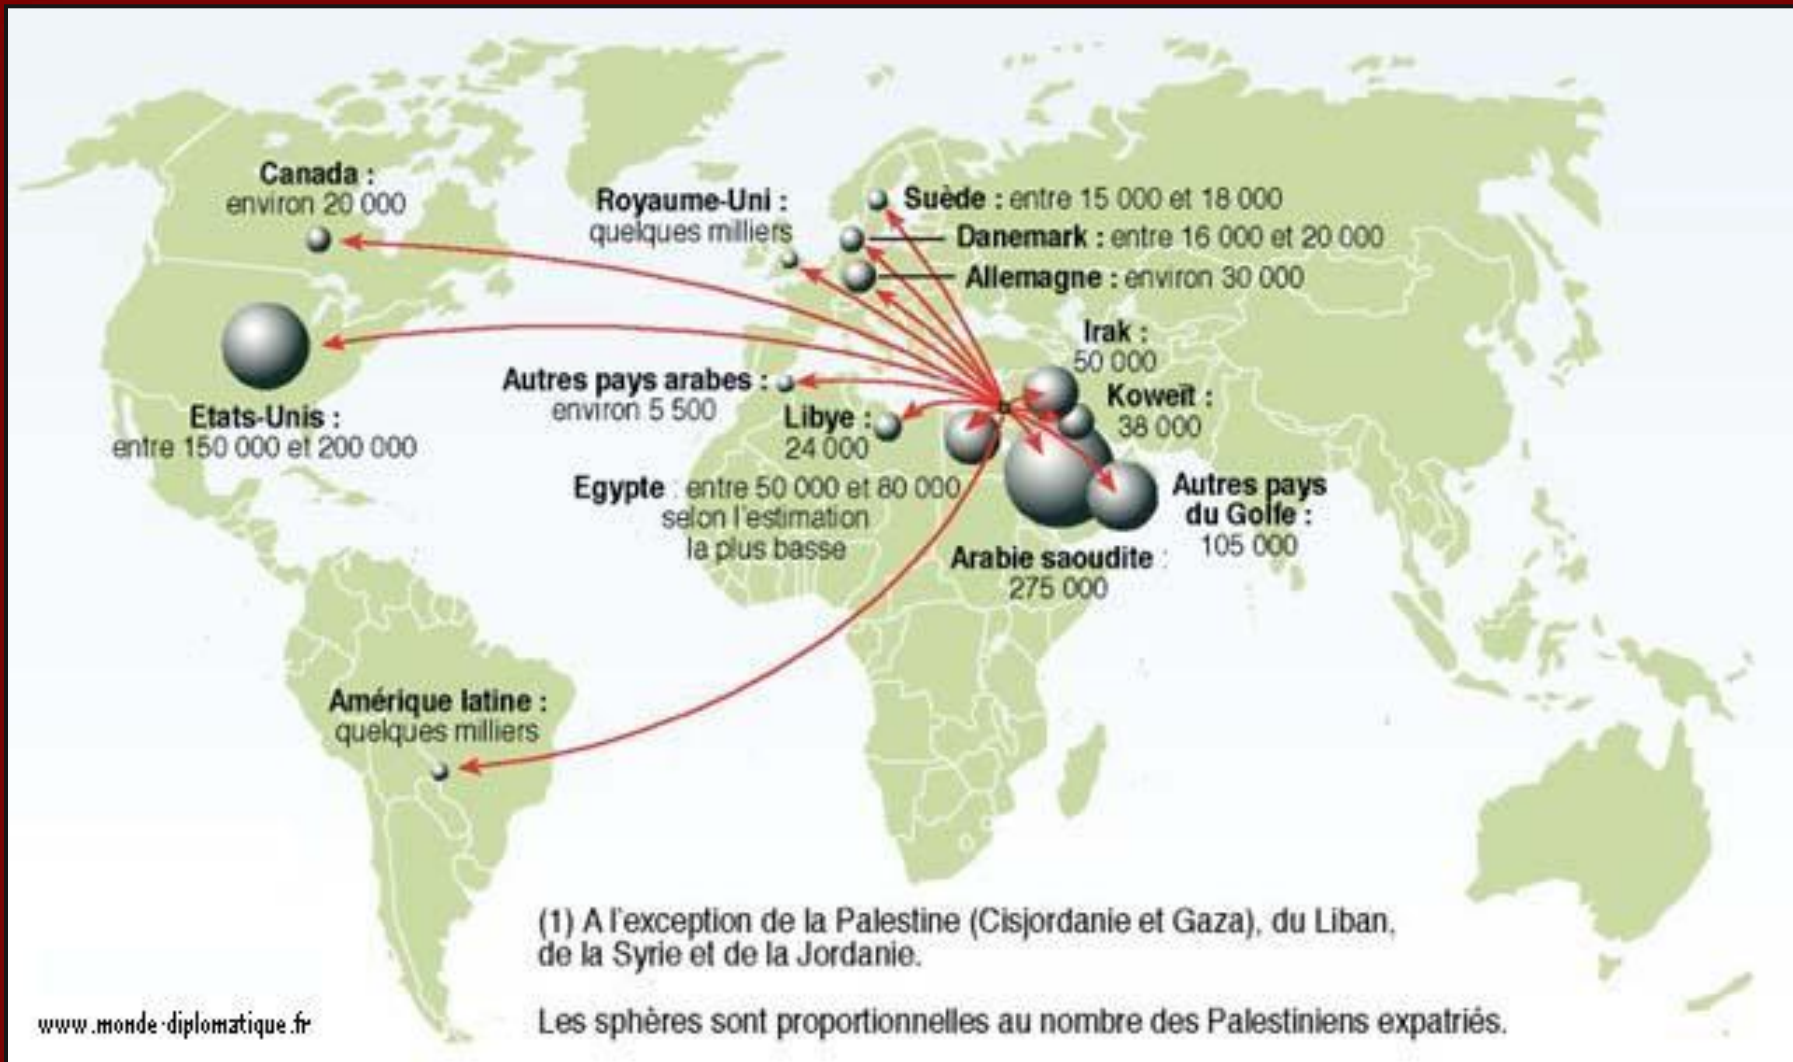 Canada :
environ 20 000
Royaume-Uni :
quelques milliers
Suède : entre 15 000 et 18 000
Danemark : entre 16 000 et 20 000
Allemagne : environ 30 000
Irak :
50 000
Koweït :
38 000
Autres pays arabes :
environ 5 500
Libye :
24 000
Etats-Unis :
entre 150 000 et 200 000
Egypte : entre 50 000 et 80 000
selon l'estimation
la plus basse
Autres pays
du Golfe :
105 000
Arabie saoudite :
275 000
Amérique latine :
quelques milliers
(1) A l'exception de la Palestine (Cisjordanie et Gaza), du Liban,
de la Syrie et de la Jordanie.
Les sphères sont proportionnelles au nombre des Palestiniens expatriés.
www.monde-diplomatique.fr